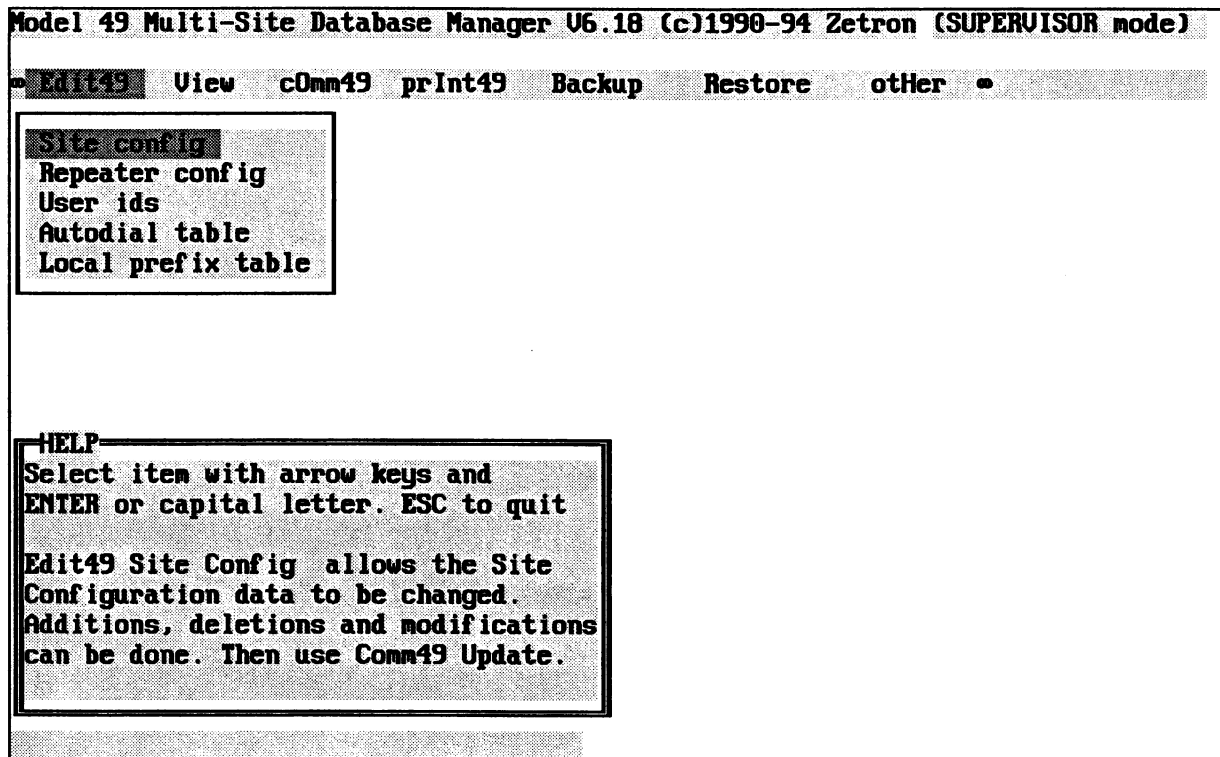 Model 49 Multi-Site Database Manager V6.18 (c)1990-94 Zetron (SUPERVISOR mode)
∞ Edit49 View cOmm49 prInt49 Backup Restore otHer ∞
Site config
Repeater config
User ids
Autodial table
Local prefix table
HELP
Select item with arrow keys and
ENTER or capital letter. ESC to quit
Edit49 Site Config allows the Site
Configuration data to be changed.
Additions, deletions and modifications
can be done. Then use Comm49 Update.